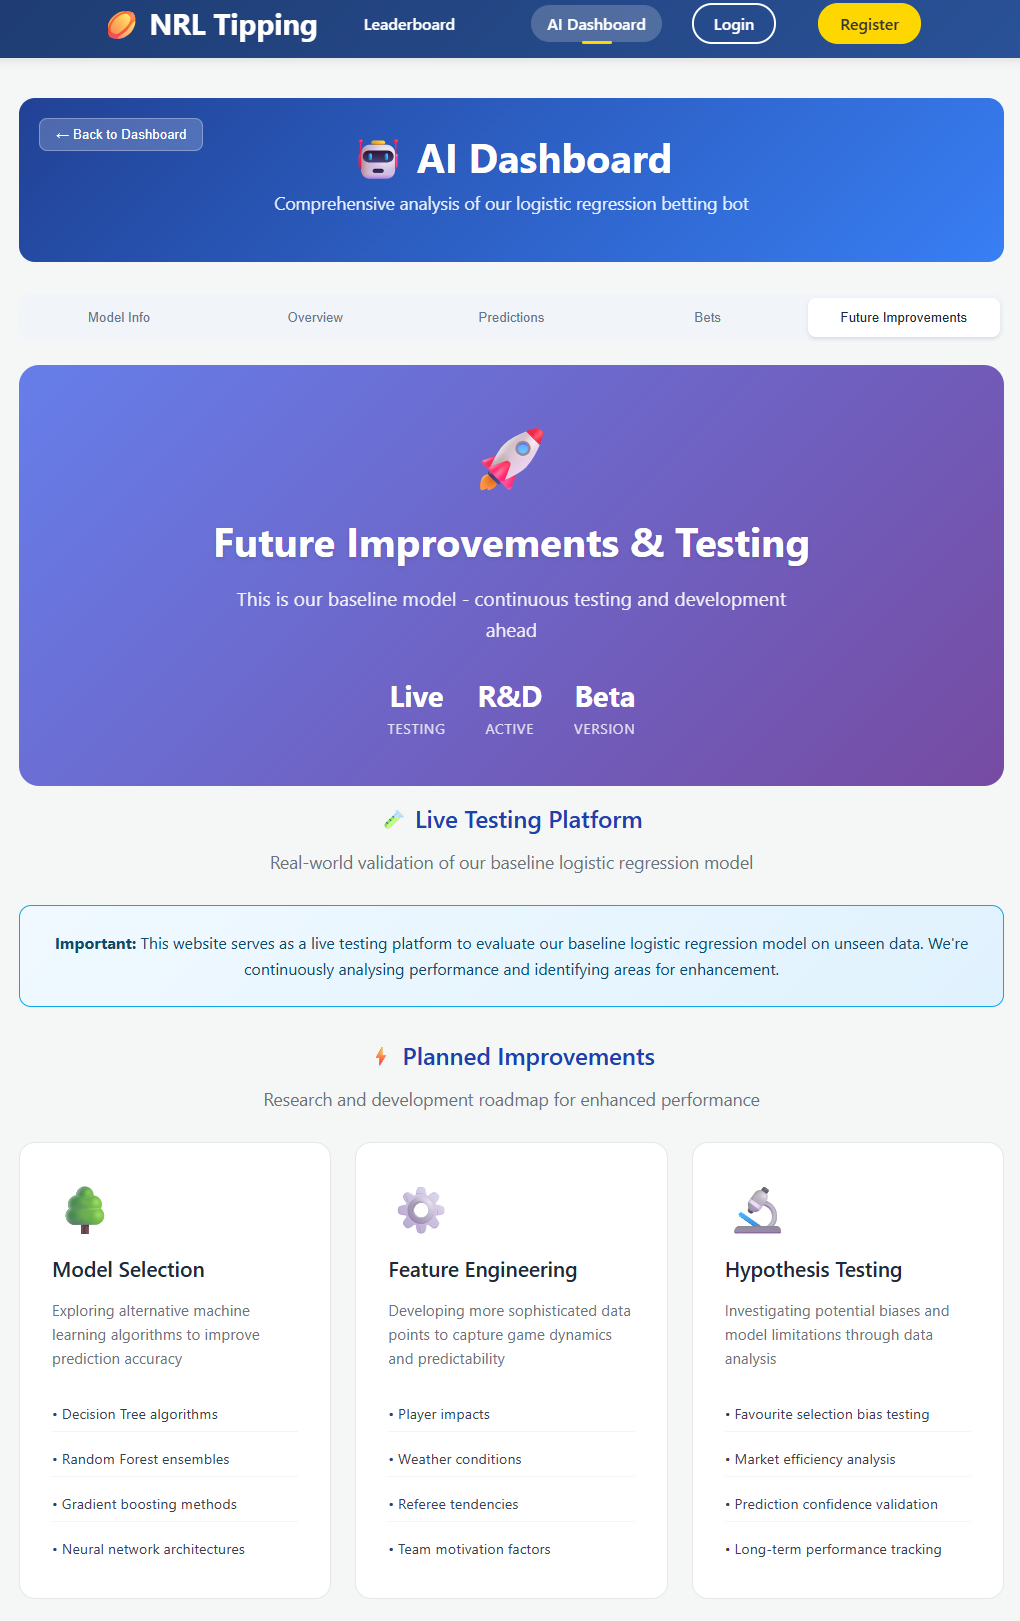 NRL Tipping
Leaderboard
AI Dashboard
Login
Register
← Back to Dashboard
AI Dashboard
Comprehensive analysis of our logistic regression betting bot
Model Info
Overview
Predictions
Bets
Future Improvements
Future Improvements & Testing
This is our baseline model - continuous testing and development
ahead
Live
TESTING
R&D
ACTIVE
Beta
VERSION
Live Testing Platform
Real-world validation of our baseline logistic regression model
Important: This website serves as a live testing platform to evaluate our baseline logistic regression model on unseen data. We're
continuously analysing performance and identifying areas for enhancement.
Planned Improvements
Research and development roadmap for enhanced performance
Model Selection
Exploring alternative machine
learning algorithms to improve
prediction accuracy
• Decision Tree algorithms
• Random Forest ensembles
• Gradient boosting methods
• Neural network architectures
Feature Engineering
Developing more sophisticated data
points to capture game dynamics
and predictability
• Player impacts
• Weather conditions
• Referee tendencies
• Team motivation factors
Hypothesis Testing
Investigating potential biases and
model limitations through data
analysis
• Favourite selection bias testing
• Market efficiency analysis
• Prediction confidence validation
• Long-term performance tracking